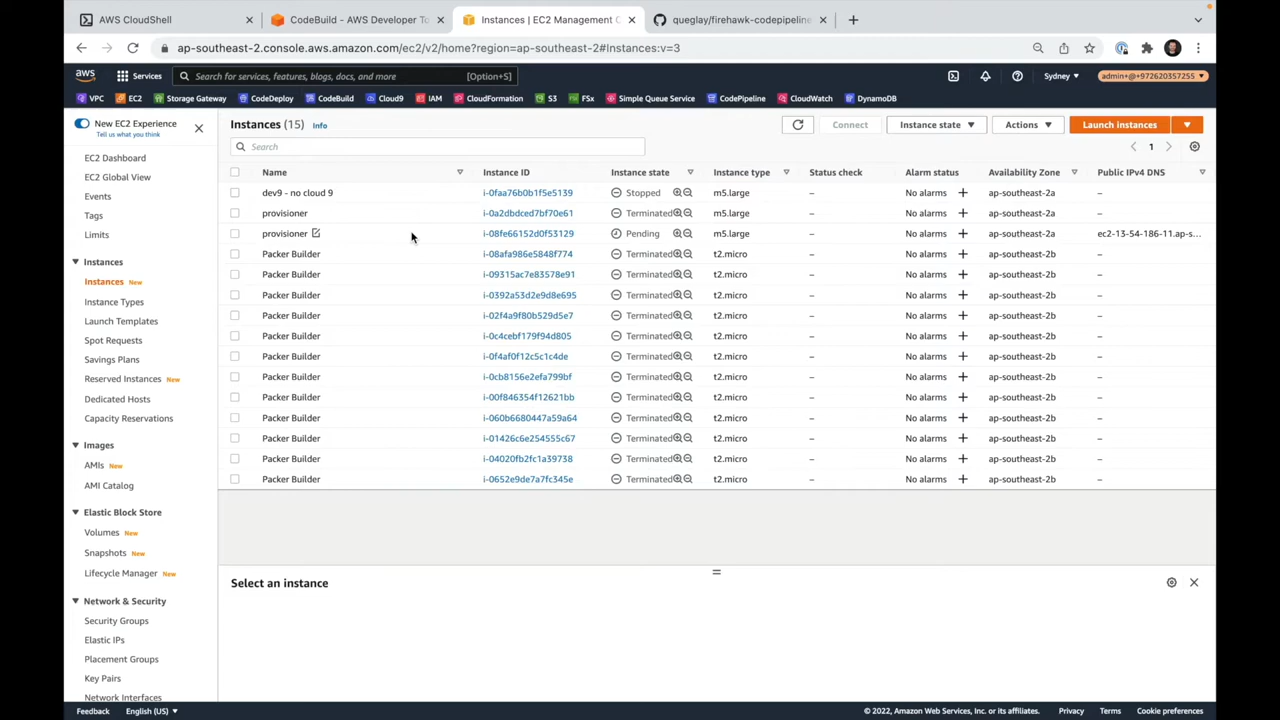 AWS CloudShell
CodeBuild - AWS Developer To
Instances | EC2 Management C
queglay/firehawk-codepipeline
ap-southeast-2.console.aws.amazon.com/ec2/v2/home?region=ap-southeast-2#Instances:v=3
aws
Services
Search for services, features, blogs, docs, and more
[Option+S]
Sydney
admin+@+972620357255
VPC
EC2
Storage Gateway
CodeDeploy
CodeBuild
Cloud9
IAM
CloudFormation
S3
FSx
Simple Queue Service
CodePipeline
CloudWatch
DynamoDB
New EC2 Experience
Tell us what you think
EC2 Dashboard
EC2 Global View
Events
Tags
Limits
Instances
Instances New
Instance Types
Launch Templates
Spot Requests
Savings Plans
Reserved Instances New
Dedicated Hosts
Capacity Reservations
Images
AMIs New
AMI Catalog
Elastic Block Store
Volumes New
Snapshots New
Lifecycle Manager New
Network & Security
Security Groups
Elastic IPs
Placement Groups
Key Pairs
Network Interfaces
Instances (15) Info
Connect
Instance state
Actions
Launch instances
Search
1
Name Instance ID Instance state Instance type Status check Alarm status Availability Zone Public IPv4 DNS
dev9 - no cloud 9 i-0faa76b0b1f5e5139 Stopped m5.large – No alarms + ap-southeast-2a –
provisioner i-0a2dbdced7bf70e61 Terminated m5.large – No alarms + ap-southeast-2a –
provisioner i-08fe66152d0f53129 Pending m5.large – No alarms + ap-southeast-2a ec2-13-54-186-11.ap-s...
Packer Builder i-08afa986e5848f774 Terminated t2.micro – No alarms + ap-southeast-2b –
Packer Builder i-09315ac7e83578e91 Terminated t2.micro – No alarms + ap-southeast-2b –
Packer Builder i-0392a53d2e9d8e695 Terminated t2.micro – No alarms + ap-southeast-2b –
Packer Builder i-02f4a9f80b529d5e7 Terminated t2.micro – No alarms + ap-southeast-2b –
Packer Builder i-0c4cebf179f94d805 Terminated t2.micro – No alarms + ap-southeast-2b –
Packer Builder i-0f4af0f12c5c1c4de Terminated t2.micro – No alarms + ap-southeast-2b –
Packer Builder i-0cb8156e2efa799bf Terminated t2.micro – No alarms + ap-southeast-2b –
Packer Builder i-00f846354f12621bb Terminated t2.micro – No alarms + ap-southeast-2b –
Packer Builder i-060b6680447a59a64 Terminated t2.micro – No alarms + ap-southeast-2b –
Packer Builder i-01426c6e254555c67 Terminated t2.micro – No alarms + ap-southeast-2b –
Packer Builder i-04020fb2fc1a39738 Terminated t2.micro – No alarms + ap-southeast-2b –
Packer Builder i-0652e9de7a7fc345e Terminated t2.micro – No alarms + ap-southeast-2b –
Select an instance
Feedback
English (US)
© 2022, Amazon Web Services, Inc. or its affiliates.
Privacy
Terms
Cookie preferences